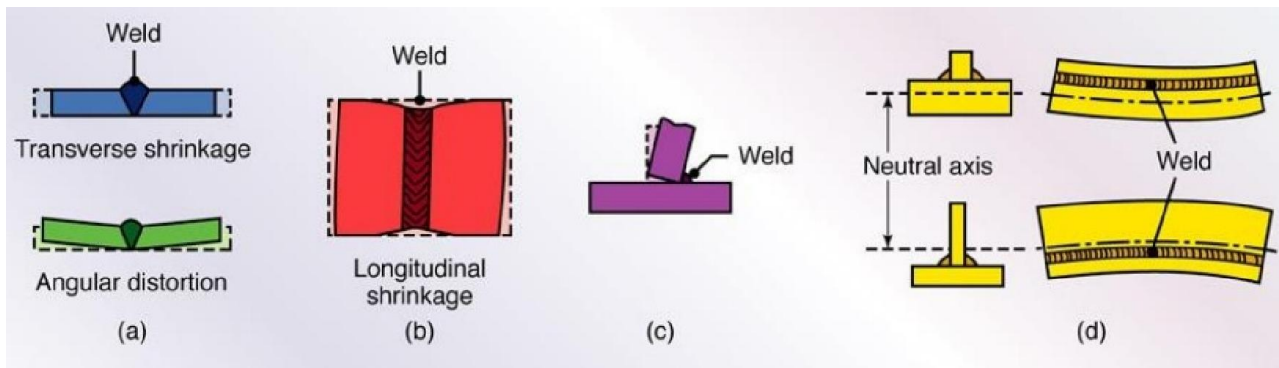 Weld
Transverse shrinkage
Angular distortion
(a)
Weld
Longitudinal
shrinkage
(b)
Weld
(c)
Neutral axis
Weld
(d)